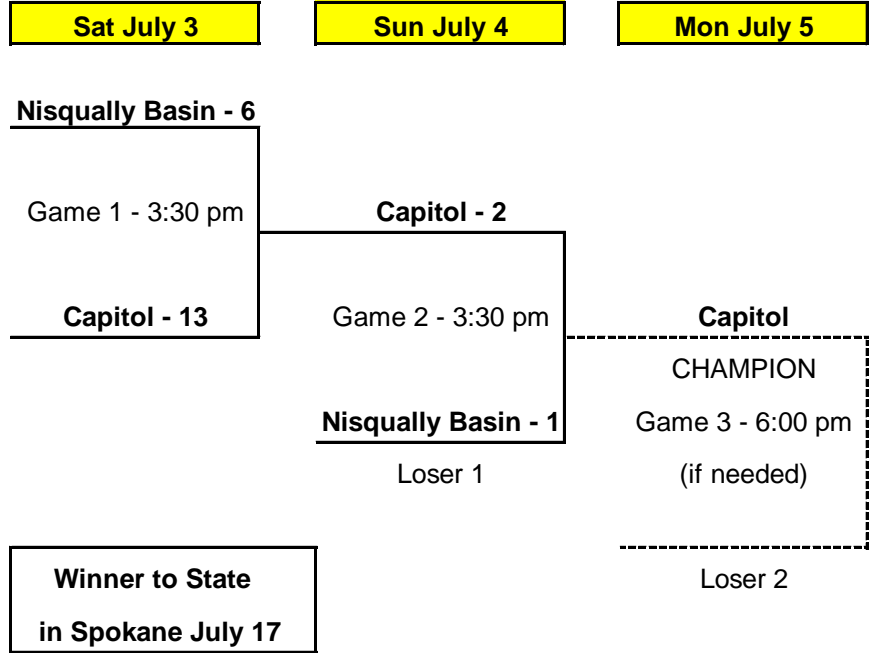 Sat July 3
Sun July 4
Mon July 5
Nisqually Basin - 6
Game 1 - 3:30 pm
Capitol - 2
Capitol - 13
Game 2 - 3:30 pm
Capitol
CHAMPION
Nisqually Basin - 1
Game 3 - 6:00 pm
Loser 1
(if needed)
Winner to State
Loser 2
in Spokane July 17